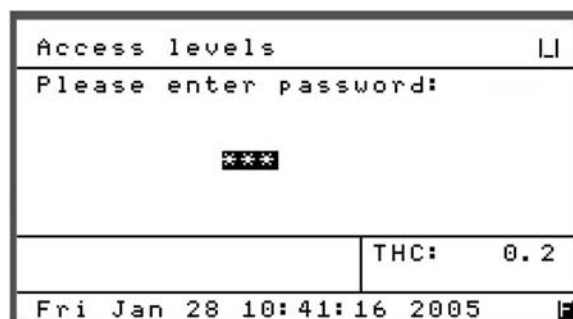 Access levels
Please enter password:
***
THC: 0.2
Fri Jan 28 10:41:16 2005